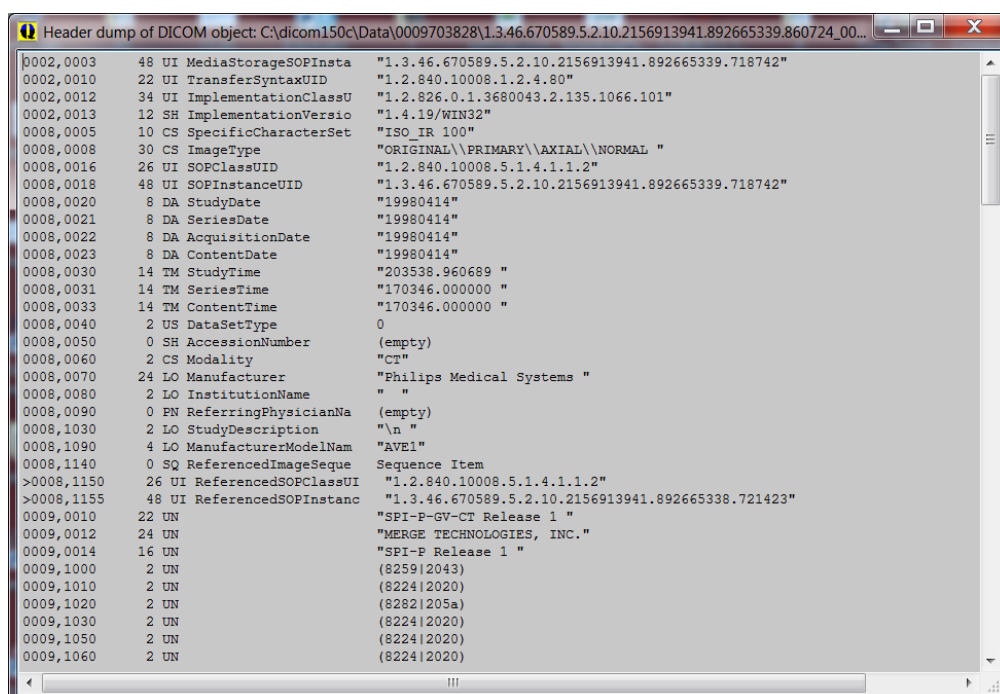 Header dump of DICOM object: C:\dicom150c\Data\0009703828\1.3.46.670589.5.2.10.2156913941.892665339.860724_00...
0002,0003 48 UI MediaStorageSOPInsta "1.3.46.670589.5.2.10.2156913941.892665339.718742"
0002,0010 22 UI TransferSyntaxUID "1.2.840.10008.1.2.4.80"
0002,0012 34 UI ImplementationClassU "1.2.826.0.1.3680043.2.135.1066.101"
0002,0013 12 SH ImplementationVersio "1.4.19/WIN32"
0008,0005 10 CS SpecificCharacterSet "ISO_IR 100"
0008,0008 30 CS ImageType "ORIGINAL\\PRIMARY\\AXIAL\\NORMAL "
0008,0016 26 UI SOPClassUID "1.2.840.10008.5.1.4.1.1.2"
0008,0018 48 UI SOPInstanceUID "1.3.46.670589.5.2.10.2156913941.892665339.718742"
0008,0020 8 DA StudyDate "19980414"
0008,0021 8 DA SeriesDate "19980414"
0008,0022 8 DA AcquisitionDate "19980414"
0008,0023 8 DA ContentDate "19980414"
0008,0030 14 TM StudyTime "203538.960689 "
0008,0031 14 TM SeriesTime "170346.000000 "
0008,0033 14 TM ContentTime "170346.000000 "
0008,0040 2 US DataSetType 0
0008,0050 0 SH AccessionNumber (empty)
0008,0060 2 CS Modality "CT"
0008,0070 24 LO Manufacturer "Philips Medical Systems "
0008,0080 2 LO InstitutionName "  "
0008,0090 0 PN ReferringPhysicianNa (empty)
0008,1030 2 LO StudyDescription "\n "
0008,1090 4 LO ManufacturerModelNam "AVE1"
0008,1140 0 SQ ReferencedImageSeque Sequence Item
>0008,1150 26 UI ReferencedSOPClassUI "1.2.840.10008.5.1.4.1.1.2"
>0008,1155 48 UI ReferencedSOPInstanc "1.3.46.670589.5.2.10.2156913941.892665338.721423"
0009,0010 22 UN "SPI-P-GV-CT Release 1 "
0009,0012 24 UN "MERGE TECHNOLOGIES, INC."
0009,0014 16 UN "SPI-P Release 1 "
0009,1000 2 UN (8259|2043)
0009,1010 2 UN (8224|2020)
0009,1020 2 UN (8282|205a)
0009,1030 2 UN (8224|2020)
0009,1050 2 UN (8224|2020)
0009,1060 2 UN (8224|2020)